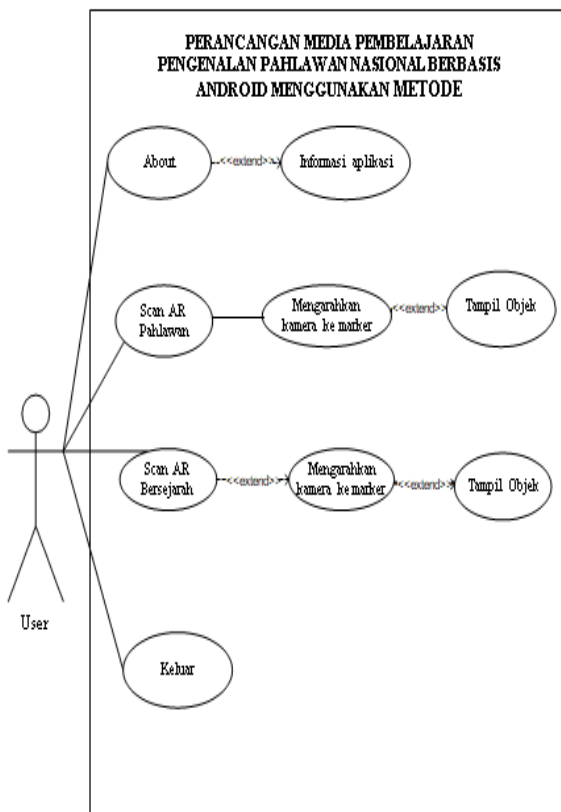 PERANCANGAN MEDIA PEMBELAJARAN
PENGENALAN PAHLAWAN NASIONAL BERBASIS
ANDROID MENGGUNAKAN METODE
About
<<extend>>
Informasi aplikasi
Scan AR
Pahlawan
Mengarahkan
kamera ke marker
<<extend>>
Tampil Objek
Scan AR
Bersejarah
<<extend>>
Mengarahkan
kamera ke marker
<<extend>>
Tampil Objek
User
Keluar